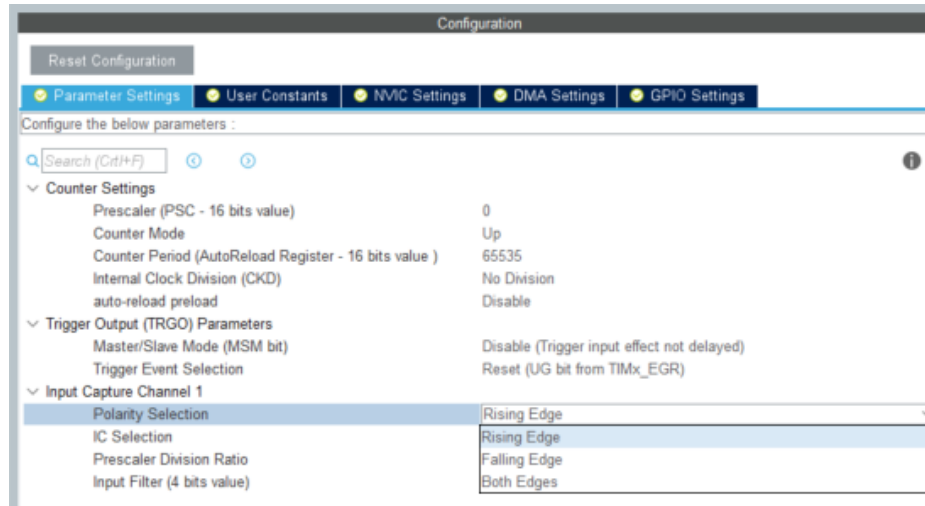 Configuration
Reset Configuration
Parameter Settings User Constants NVIC Settings DMA Settings GPIO Settings
Configure the below parameters :
Search (Crtl+F)
Counter Settings
Prescaler (PSC - 16 bits value) 0
Counter Mode Up
Counter Period (AutoReload Register - 16 bits value ) 65535
Internal Clock Division (CKD) No Division
auto-reload preload Disable
Trigger Output (TRGO) Parameters
Master/Slave Mode (MSM bit) Disable (Trigger input effect not delayed)
Trigger Event Selection Reset (UG bit from TIMx_EGR)
Input Capture Channel 1
Polarity Selection Rising Edge
IC Selection Rising Edge
Prescaler Division Ratio Falling Edge
Input Filter (4 bits value) Both Edges